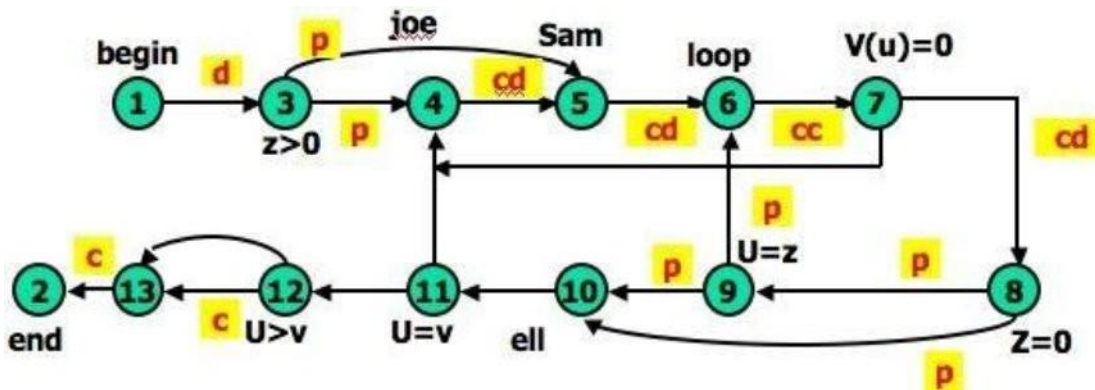 joe
p
Sam
begin
loop
V(u)=0
d
cd
1
3
4
5
6
7
z>0
p
cd
cc
cd
p
U=z
c
p
p
2
13
12
11
10
9
8
end
c
U>v
U=v
ell
Z=0
p